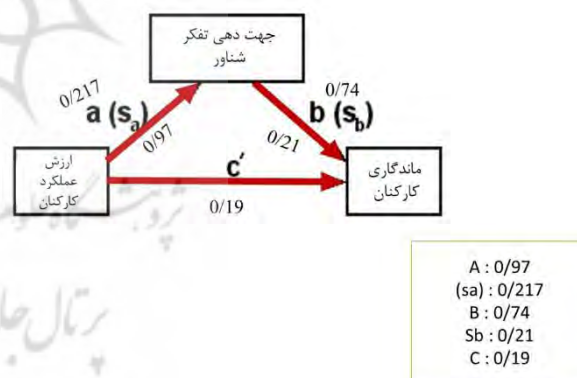 جهت دهی تفکر
شناور
0/217
a (sₐ)
0/97
0/74
b (s_b)
0/21
ارزش
عملکرد
کارکنان
c′
0/19
ماندگاری
کارکنان
A : 0/97
(sa) : 0/217
B : 0/74
Sb : 0/21
C : 0/19